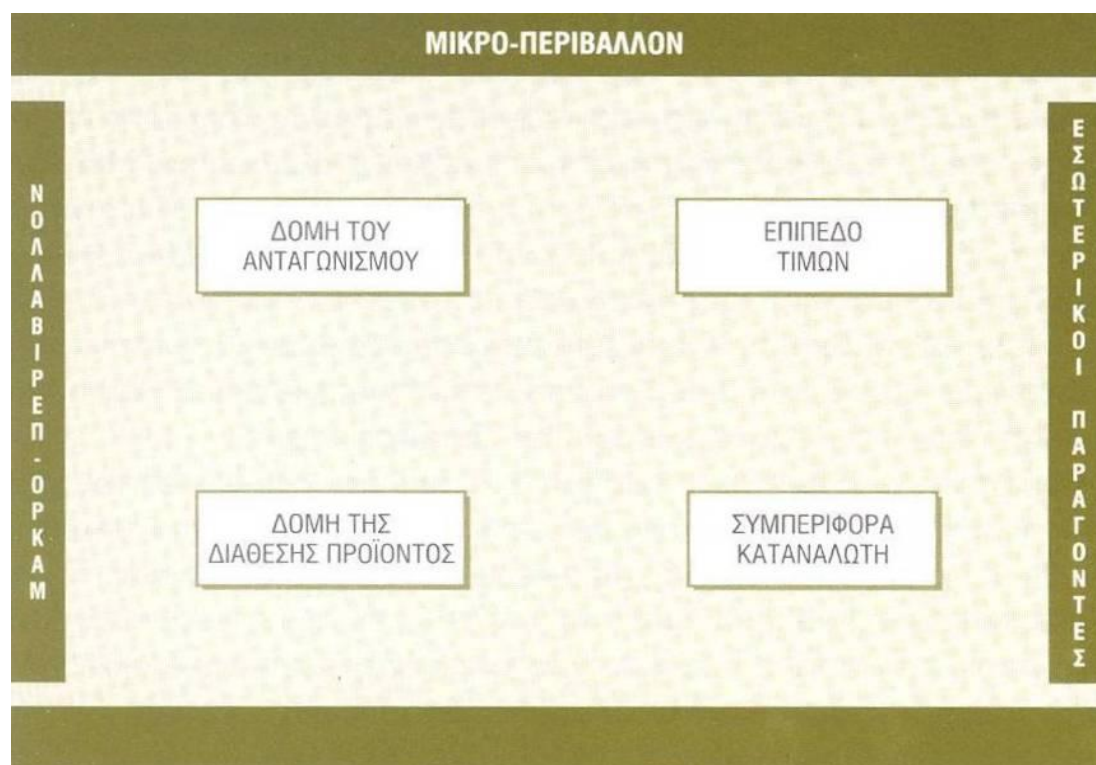 ΜΙΚΡΟ-ΠΕΡΙΒΑΛΛΟΝ
ΜΑΚΡΟ-ΠΕΡΙΒΑΛΛΟΝ
ΔΟΜΗ ΤΟΥ
ΑΝΤΑΓΩΝΙΣΜΟΥ
ΕΠΙΠΕΔΟ
ΤΙΜΩΝ
ΔΟΜΗ ΤΗΣ
ΔΙΑΘΕΣΗΣ ΠΡΟΪΟΝΤΟΣ
ΣΥΜΠΕΡΙΦΟΡΑ
ΚΑΤΑΝΑΛΩΤΗ
ΕΣΩΤΕΡΙΚΟΙ ΠΑΡΑΓΟΝΤΕΣ